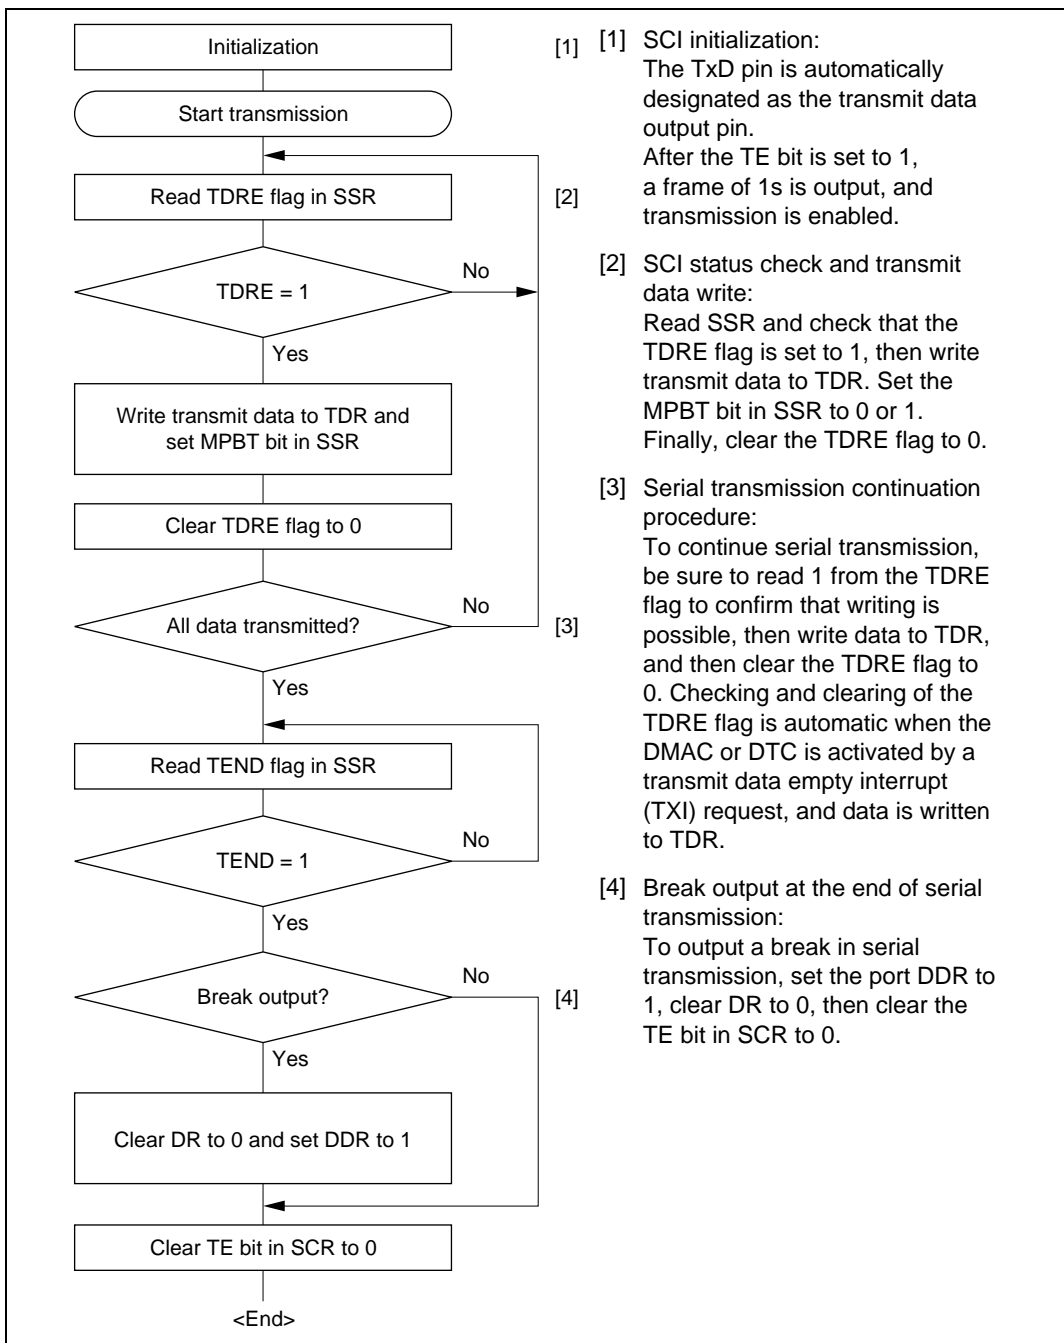 Initialization
[1]
Start transmission
Read TDRE flag in SSR
[2]
TDRE = 1
No
Yes
Write transmit data to TDR and
set MPBT bit in SSR
Clear TDRE flag to 0
All data transmitted?
No
[3]
Yes
Read TEND flag in SSR
TEND = 1
No
Yes
Break output?
No
[4]
Yes
Clear DR to 0 and set DDR to 1
Clear TE bit in SCR to 0
<End>
[1] SCI initialization:
The TxD pin is automatically
designated as the transmit data
output pin.
After the TE bit is set to 1,
a frame of 1s is output, and
transmission is enabled.
[2] SCI status check and transmit
data write:
Read SSR and check that the
TDRE flag is set to 1, then write
transmit data to TDR. Set the
MPBT bit in SSR to 0 or 1.
Finally, clear the TDRE flag to 0.
[3] Serial transmission continuation
procedure:
To continue serial transmission,
be sure to read 1 from the TDRE
flag to confirm that writing is
possible, then write data to TDR,
and then clear the TDRE flag to
0. Checking and clearing of the
TDRE flag is automatic when the
DMAC or DTC is activated by a
transmit data empty interrupt
(TXI) request, and data is written
to TDR.
[4] Break output at the end of serial
transmission:
To output a break in serial
transmission, set the port DDR to
1, clear DR to 0, then clear the
TE bit in SCR to 0.